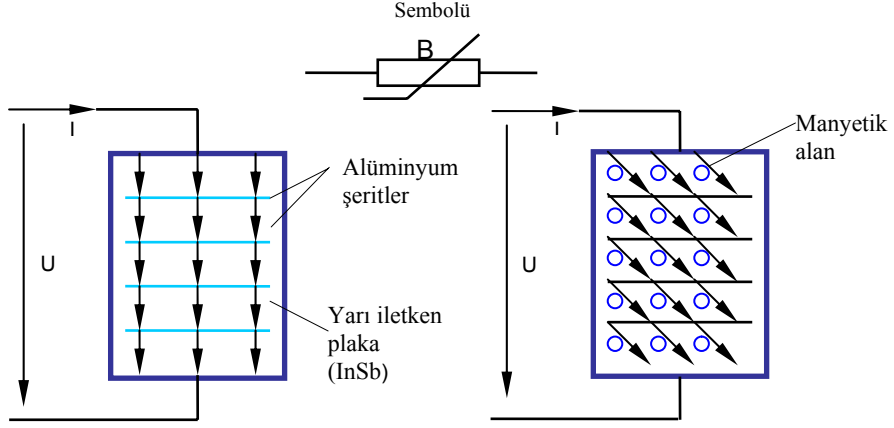 Sembolü
B
I
U
Alüminyum
şeritler
Yarı iletken
plaka
(InSb)
I
U
Manyetik
alan